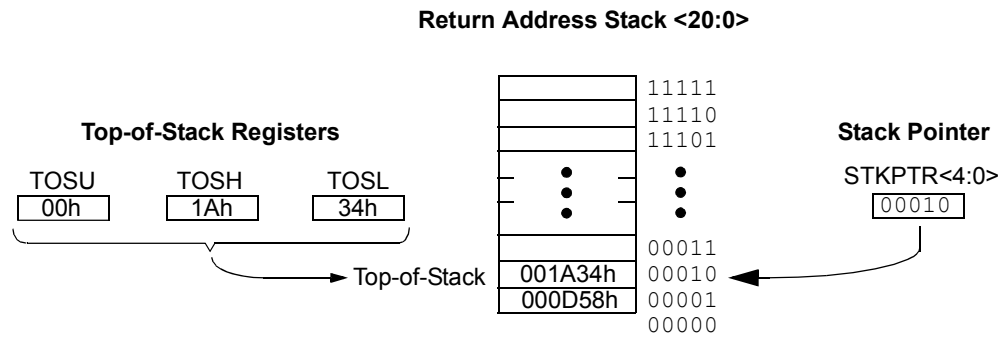 Return Address Stack <20:0>
11111
11110
Top-of-Stack Registers 11101 Stack Pointer
TOSU TOSH TOSL STKPTR<4:0>
00h 1Ah 34h 00010
00011
Top-of-Stack 001A34h 00010
000D58h 00001
00000